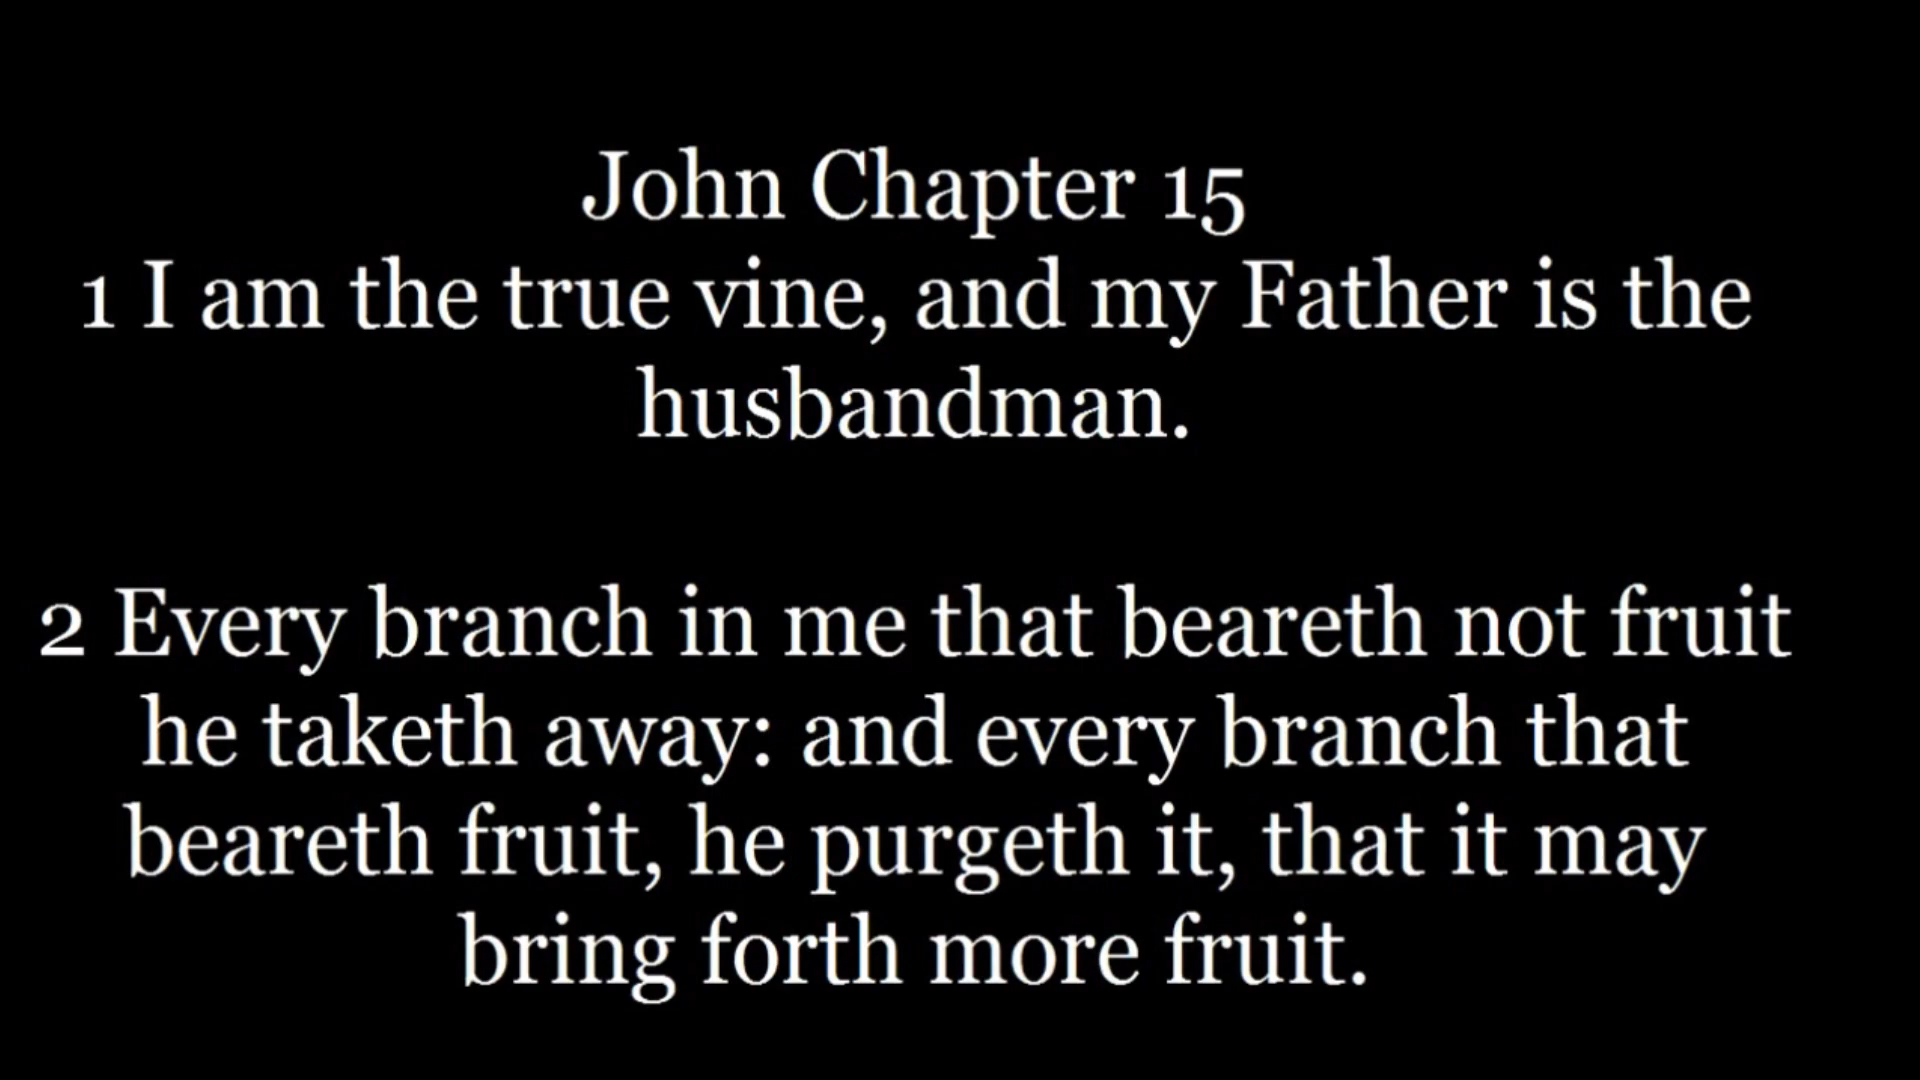 John Chapter 15
1 I am the true vine, and my Father is the
husbandman.
2 Every branch in me that beareth not fruit
he taketh away: and every branch that
beareth fruit, he purgeth it, that it may
bring forth more fruit.